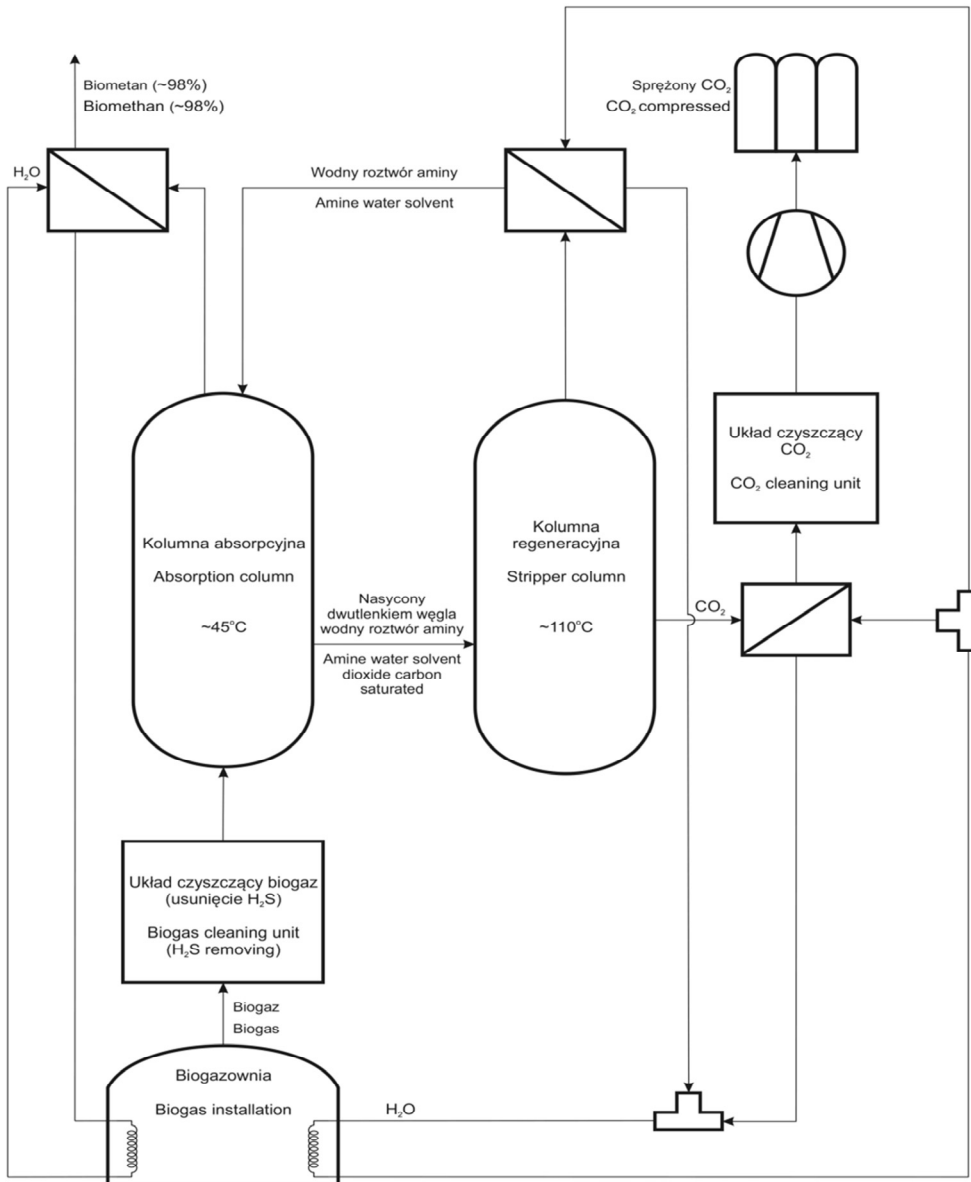 Biometan (~98%)
Biomethan (~98%)
H₂O
Wodny roztwór aminy
Amine water solvent
Sprężony CO₂
CO₂ compressed
Układ czyszczący
CO₂
CO₂ cleaning unit
Kolumna absorpcyjna
Absorption column
~45°C
Nasycony
dwutlenkiem węgla
wodny roztwór aminy
Amine water solvent
dioxide carbon
saturated
Kolumna
regeneracyjna
Stripper column
~110°C
CO₂
Układ czyszczący biogaz
(usunięcie H₂S)
Biogas cleaning unit
(H₂S removing)
Biogaz
Biogas
Biogazownia
Biogas installation
H₂O